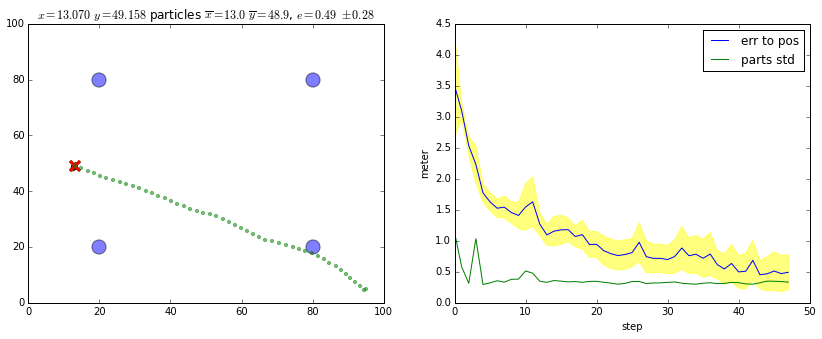 x = 13.070 y = 49.158 particles x̅ = 13.0 y̅ = 48.9, e = 0.49 ±0.28
100
80
60
40
20
0
0 20 40 60 80 100
4.5
4.0
3.5
3.0
2.5
2.0
1.5
1.0
0.5
0.0
meter
0 10 20 30 40 50
step
err to pos
parts std